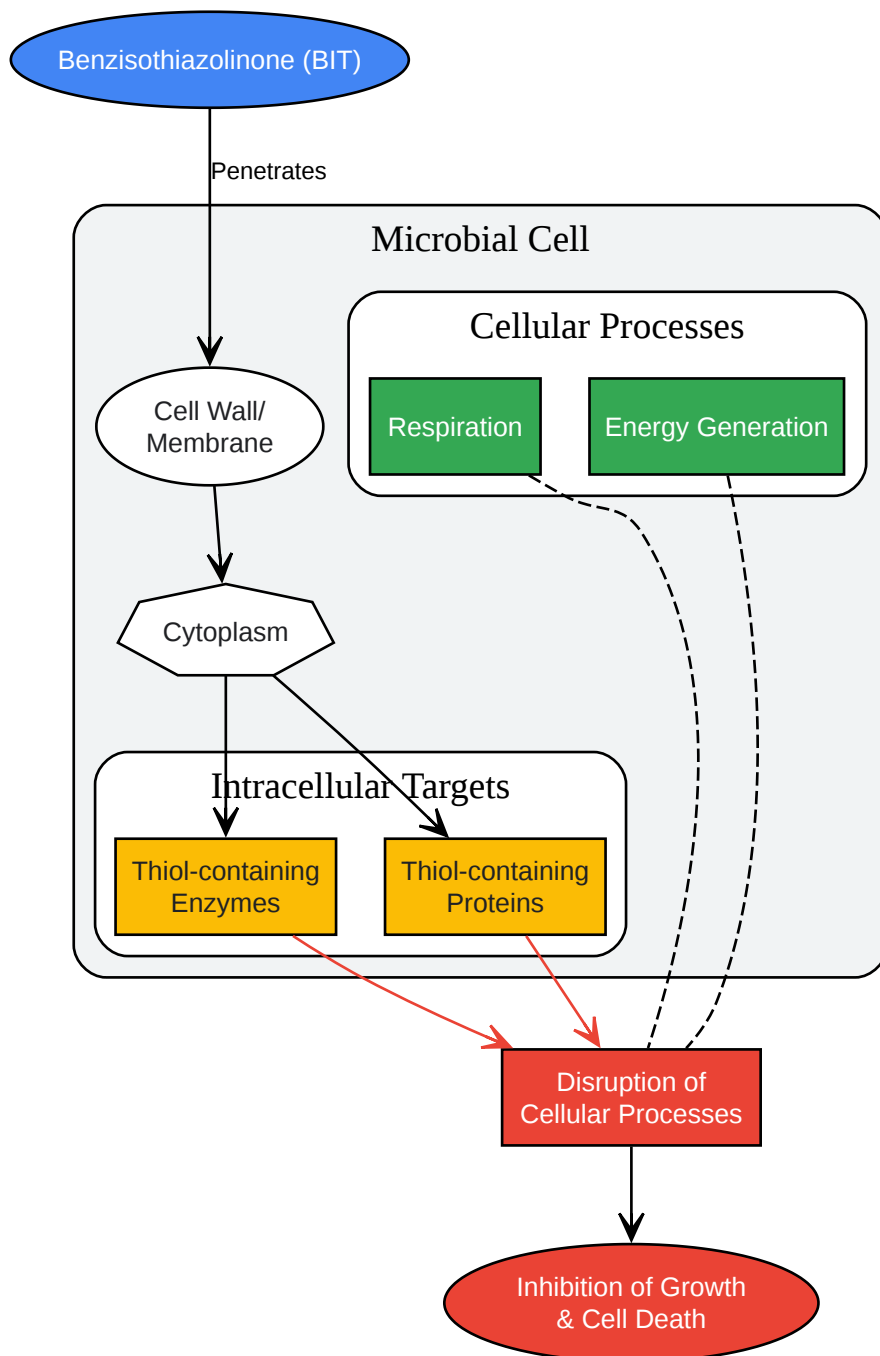 Benzisothiazolinone (BIT)
Penetrates
Microbial Cell
Cellular Processes
Cell Wall/
Membrane
Respiration
Energy Generation
Cytoplasm
Intracellular Targets
Thiol-containing
Enzymes
Thiol-containing
Proteins
Disruption of
Cellular Processes
Inhibition of Growth
& Cell Death